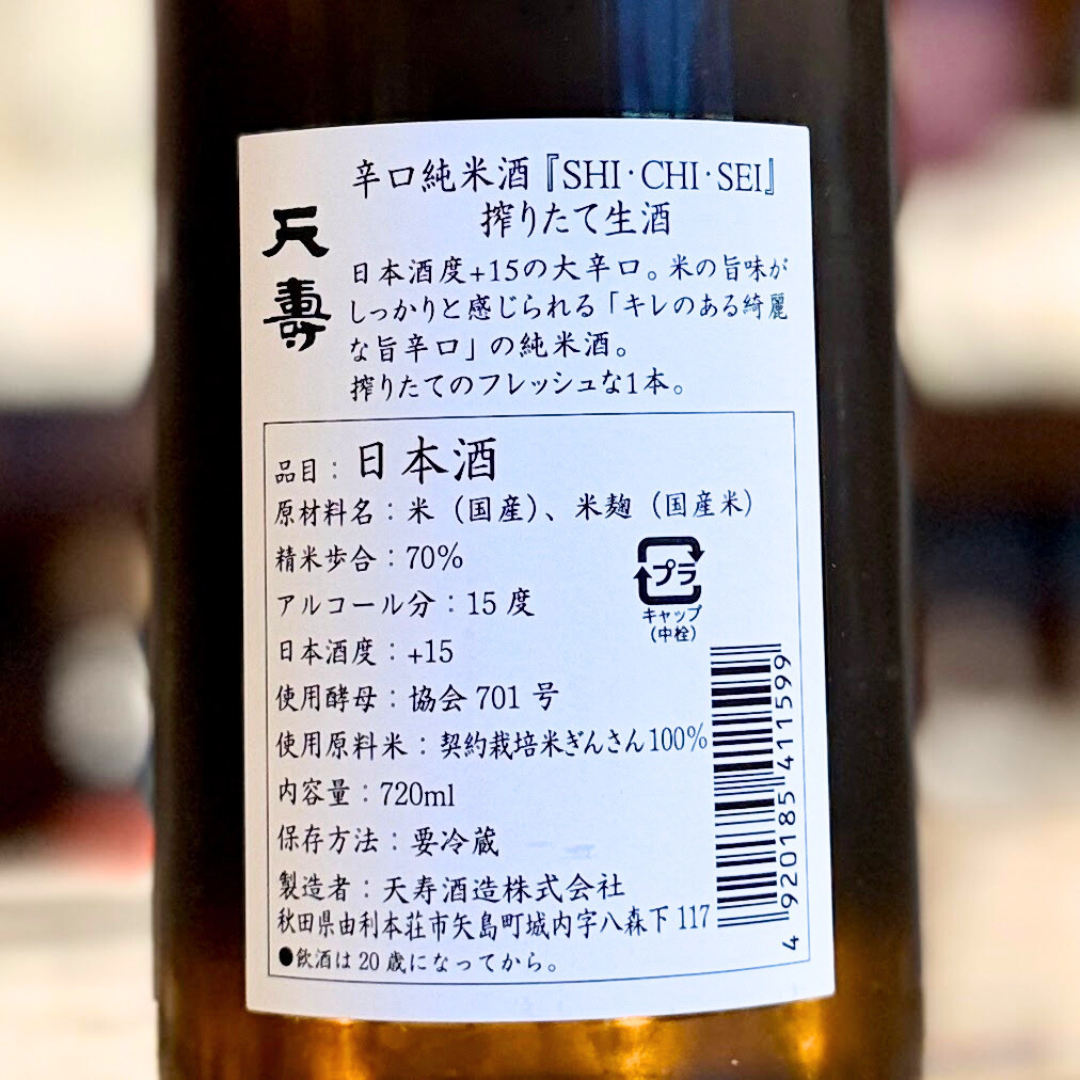 天壽
辛口純米酒『SHI・CHI・SEI』
搾りたて生酒
日本酒度+15の大辛口。米の旨味が
しっかりと感じられる「キレのある綺麗
な旨辛口」の純米酒。
搾りたてのフレッシュな1本。
品目：日本酒
原材料名：米（国産）、米麹（国産米）
精米歩合：70%
アルコール分：15度
日本酒度：+15
使用酵母：協会701号
使用原料米：契約栽培米ぎんさん100%
内容量：720ml
保存方法：要冷蔵
製造者：天寿酒造株式会社
秋田県由利本荘市矢島町城内字八森下117
●飲酒は20歳になってから。
プラ
キャップ
（中栓）
4 920185 411599